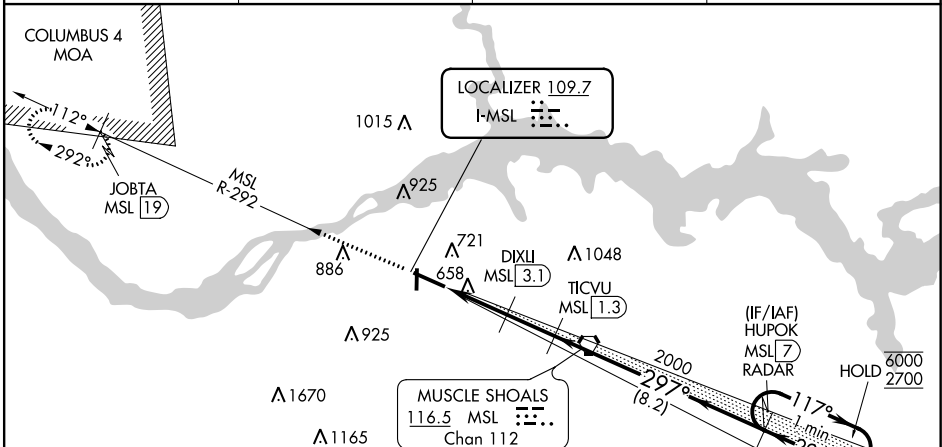 COLUMBUS 4
MOA
LOCALIZER 109.7
I-MSL
1015
112°
292°
JOBTA
MSL 19
MSL
R-292
925
721
1048
886
658
DIXLI
MSL 3.1
TICVU
MSL 1.3
(IF/IAF)
HUPOK
MSL 7
RADAR
HOLD 6000
2700
925
2000
297°
(8.2)
117°
1 min
1670
MUSCLE SHOALS
116.5 MSL
Chan 112
1165